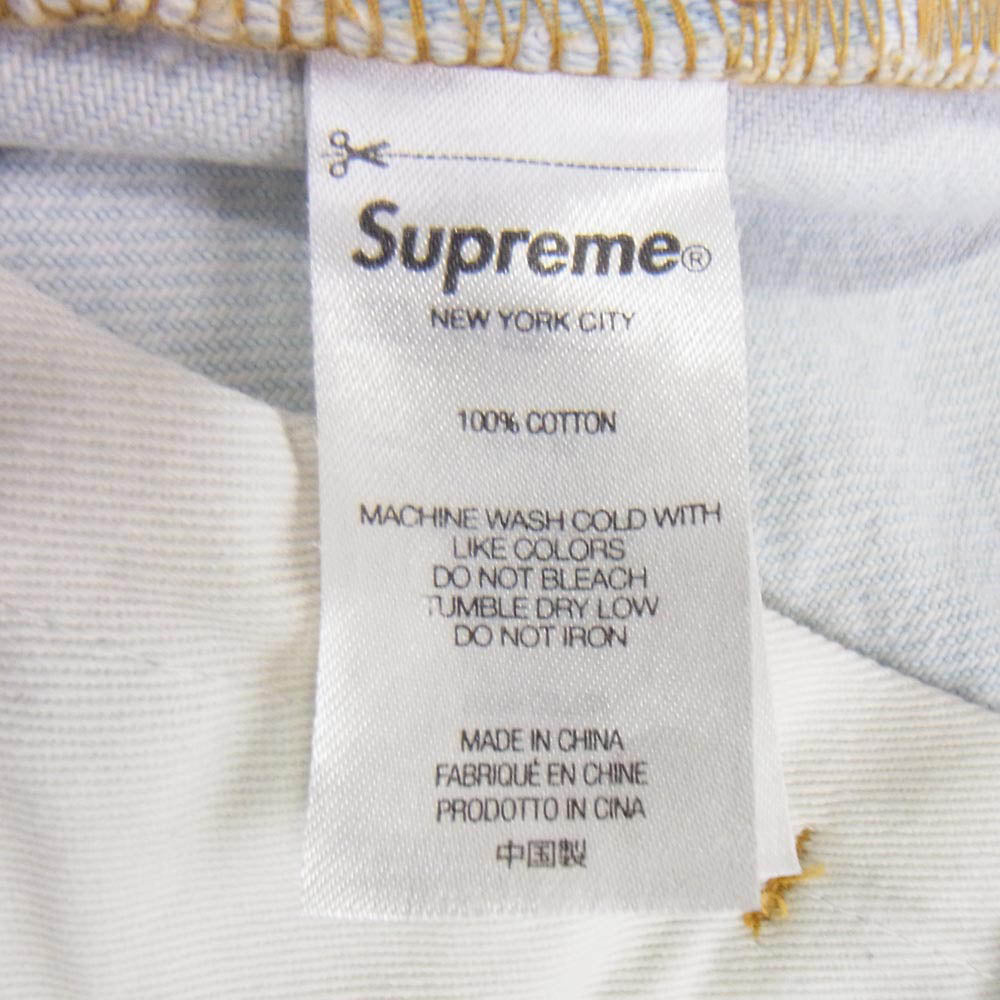 Supreme®
NEW YORK CITY
100% COTTON
MACHINE WASH COLD WITH
LIKE COLORS
DO NOT BLEACH
TUMBLE DRY LOW
DO NOT IRON
MADE IN CHINA
FABRIQUÉ EN CHINE
PRODOTTO IN CINA
中国製